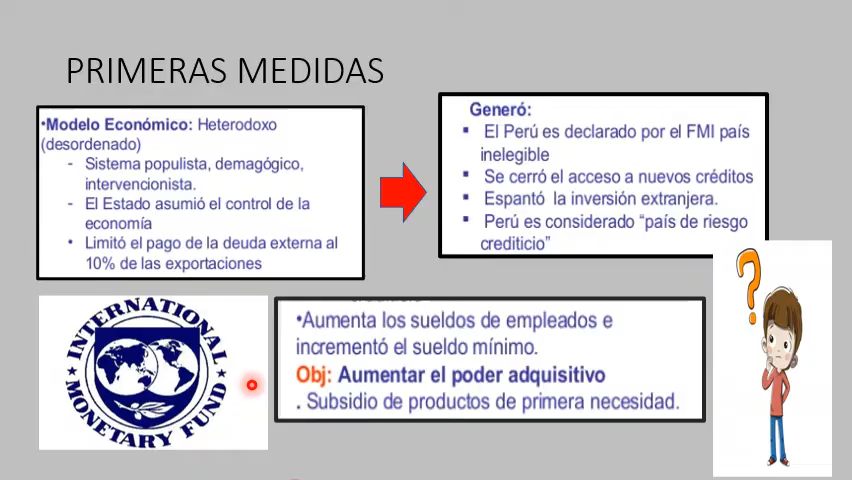 PRIMERAS MEDIDAS
•Modelo Económico: Heterodoxo
(desordenado)
- Sistema populista, demagógico,
intervencionista.
- El Estado asumió el control de la
economía
• Limitó el pago de la deuda externa al
10% de las exportaciones
Generó:
▪ El Perú es declarado por el FMI país
inelegible
▪ Se cerró el acceso a nuevos créditos
▪ Espantó la inversión extranjera.
▪ Perú es considerado “país de riesgo
crediticio”
INTERNATIONAL
MONETARY FUND
•Aumenta los sueldos de empleados e
incrementó el sueldo mínimo.
Obj: Aumentar el poder adquisitivo
. Subsidio de productos de primera necesidad.
?